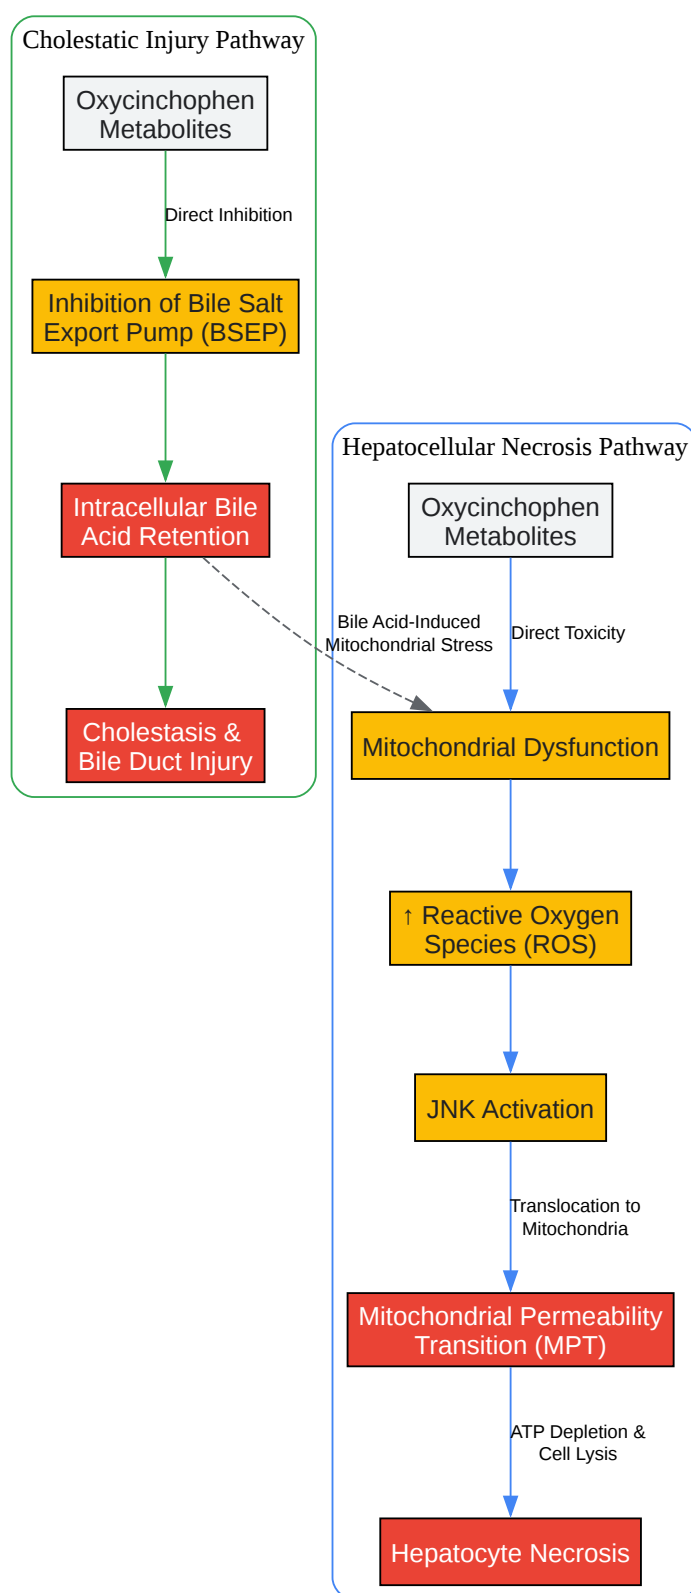 Cholestatic Injury Pathway
Oxycinchophen
Metabolites
Direct Inhibition
Inhibition of Bile Salt
Export Pump (BSEP)
Intracellular Bile
Acid Retention
Cholestasis &
Bile Duct Injury
Bile Acid-Induced
Mitochondrial Stress
Hepatocellular Necrosis Pathway
Oxycinchophen
Metabolites
Direct Toxicity
Mitochondrial Dysfunction
↑ Reactive Oxygen
Species (ROS)
JNK Activation
Translocation to
Mitochondria
Mitochondrial Permeability
Transition (MPT)
ATP Depletion &
Cell Lysis
Hepatocyte Necrosis